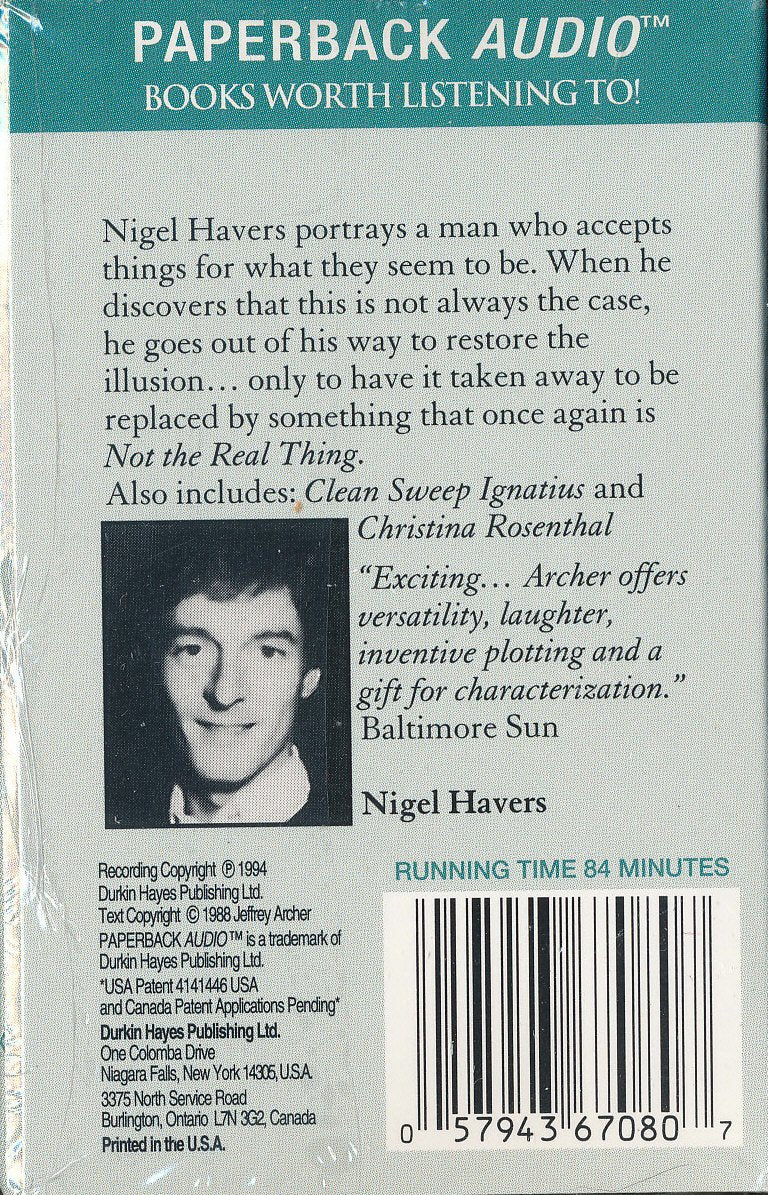 PAPERBACK AUDIO™
BOOKS WORTH LISTENING TO!
Nigel Havers portrays a man who accepts
things for what they seem to be. When he
discovers that this is not always the case,
he goes out of his way to restore the
illusion... only to have it taken away to be
replaced by something that once again is
Not the Real Thing.
Also includes: Clean Sweep Ignatius and
Christina Rosenthal
“Exciting... Archer offers
versatility, laughter,
inventive plotting and a
gift for characterization.”
Baltimore Sun
Nigel Havers
Recording Copyright ℗ 1994
Durkin Hayes Publishing Ltd.
Text Copyright © 1988 Jeffrey Archer
PAPERBACK AUDIO™ is a trademark of
Durkin Hayes Publishing Ltd.
*USA Patent 4141446 USA
and Canada Patent Applications Pending*
Durkin Hayes Publishing Ltd.
One Colomba Drive
Niagara Falls, New York 14305, U.S.A.
3375 North Service Road
Burlington, Ontario L7N 3G2, Canada
Printed in the U.S.A.
RUNNING TIME 84 MINUTES
0 57943 67080 7